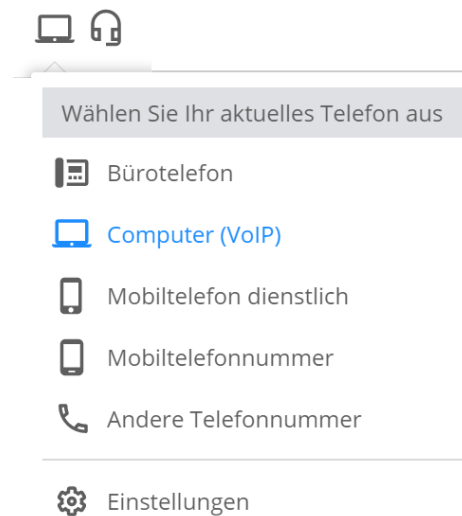 Wählen Sie Ihr aktuelles Telefon aus
Bürotelefon
Computer (VoIP)
Mobiltelefon dienstlich
Mobiltelefonnummer
Andere Telefonnummer
Einstellungen